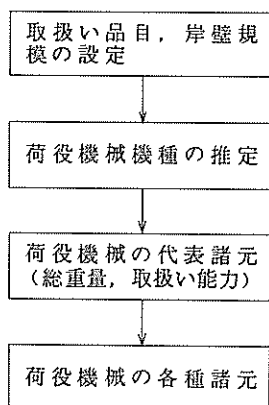 取扱い品目，岸壁規
模の設定
荷役機械機種の推定
荷役機械の代表諸元
（総重量，取扱い能力）
荷役機械の各種諸元